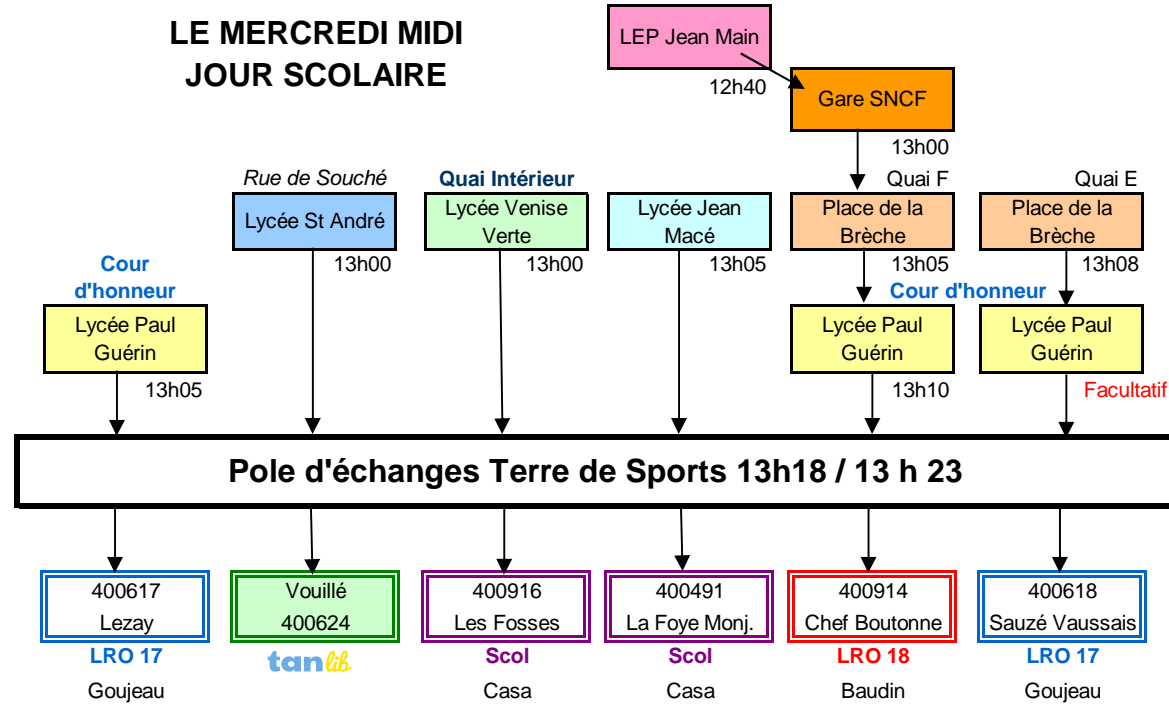 LE MERCREDI MIDI
JOUR SCOLAIRE
LEP Jean Main
12h40
Gare SNCF
13h00
Rue de Souché
Lycée St André
13h00
Quai Intérieur
Lycée Venise
Verte
13h00
Lycée Jean
Macé
13h05
Quai F
Place de la
Brèche
13h05
Quai E
Place de la
Brèche
13h08
Cour
d'honneur
Lycée Paul
Guérin
13h05
Cour d'honneur
Lycée Paul
Guérin
13h10
Lycée Paul
Guérin
Facultatif
Pole d'échanges Terre de Sports 13h18 / 13 h 23
400617
Lezay
LRO 17
Goujeau
Vouillé
400624
tanlib
400916
Les Fosses
Scol
Casa
400491
La Foye Monj.
Scol
Casa
400914
Chef Boutonne
LRO 18
Baudin
400618
Sauzé Vaussais
LRO 17
Goujeau